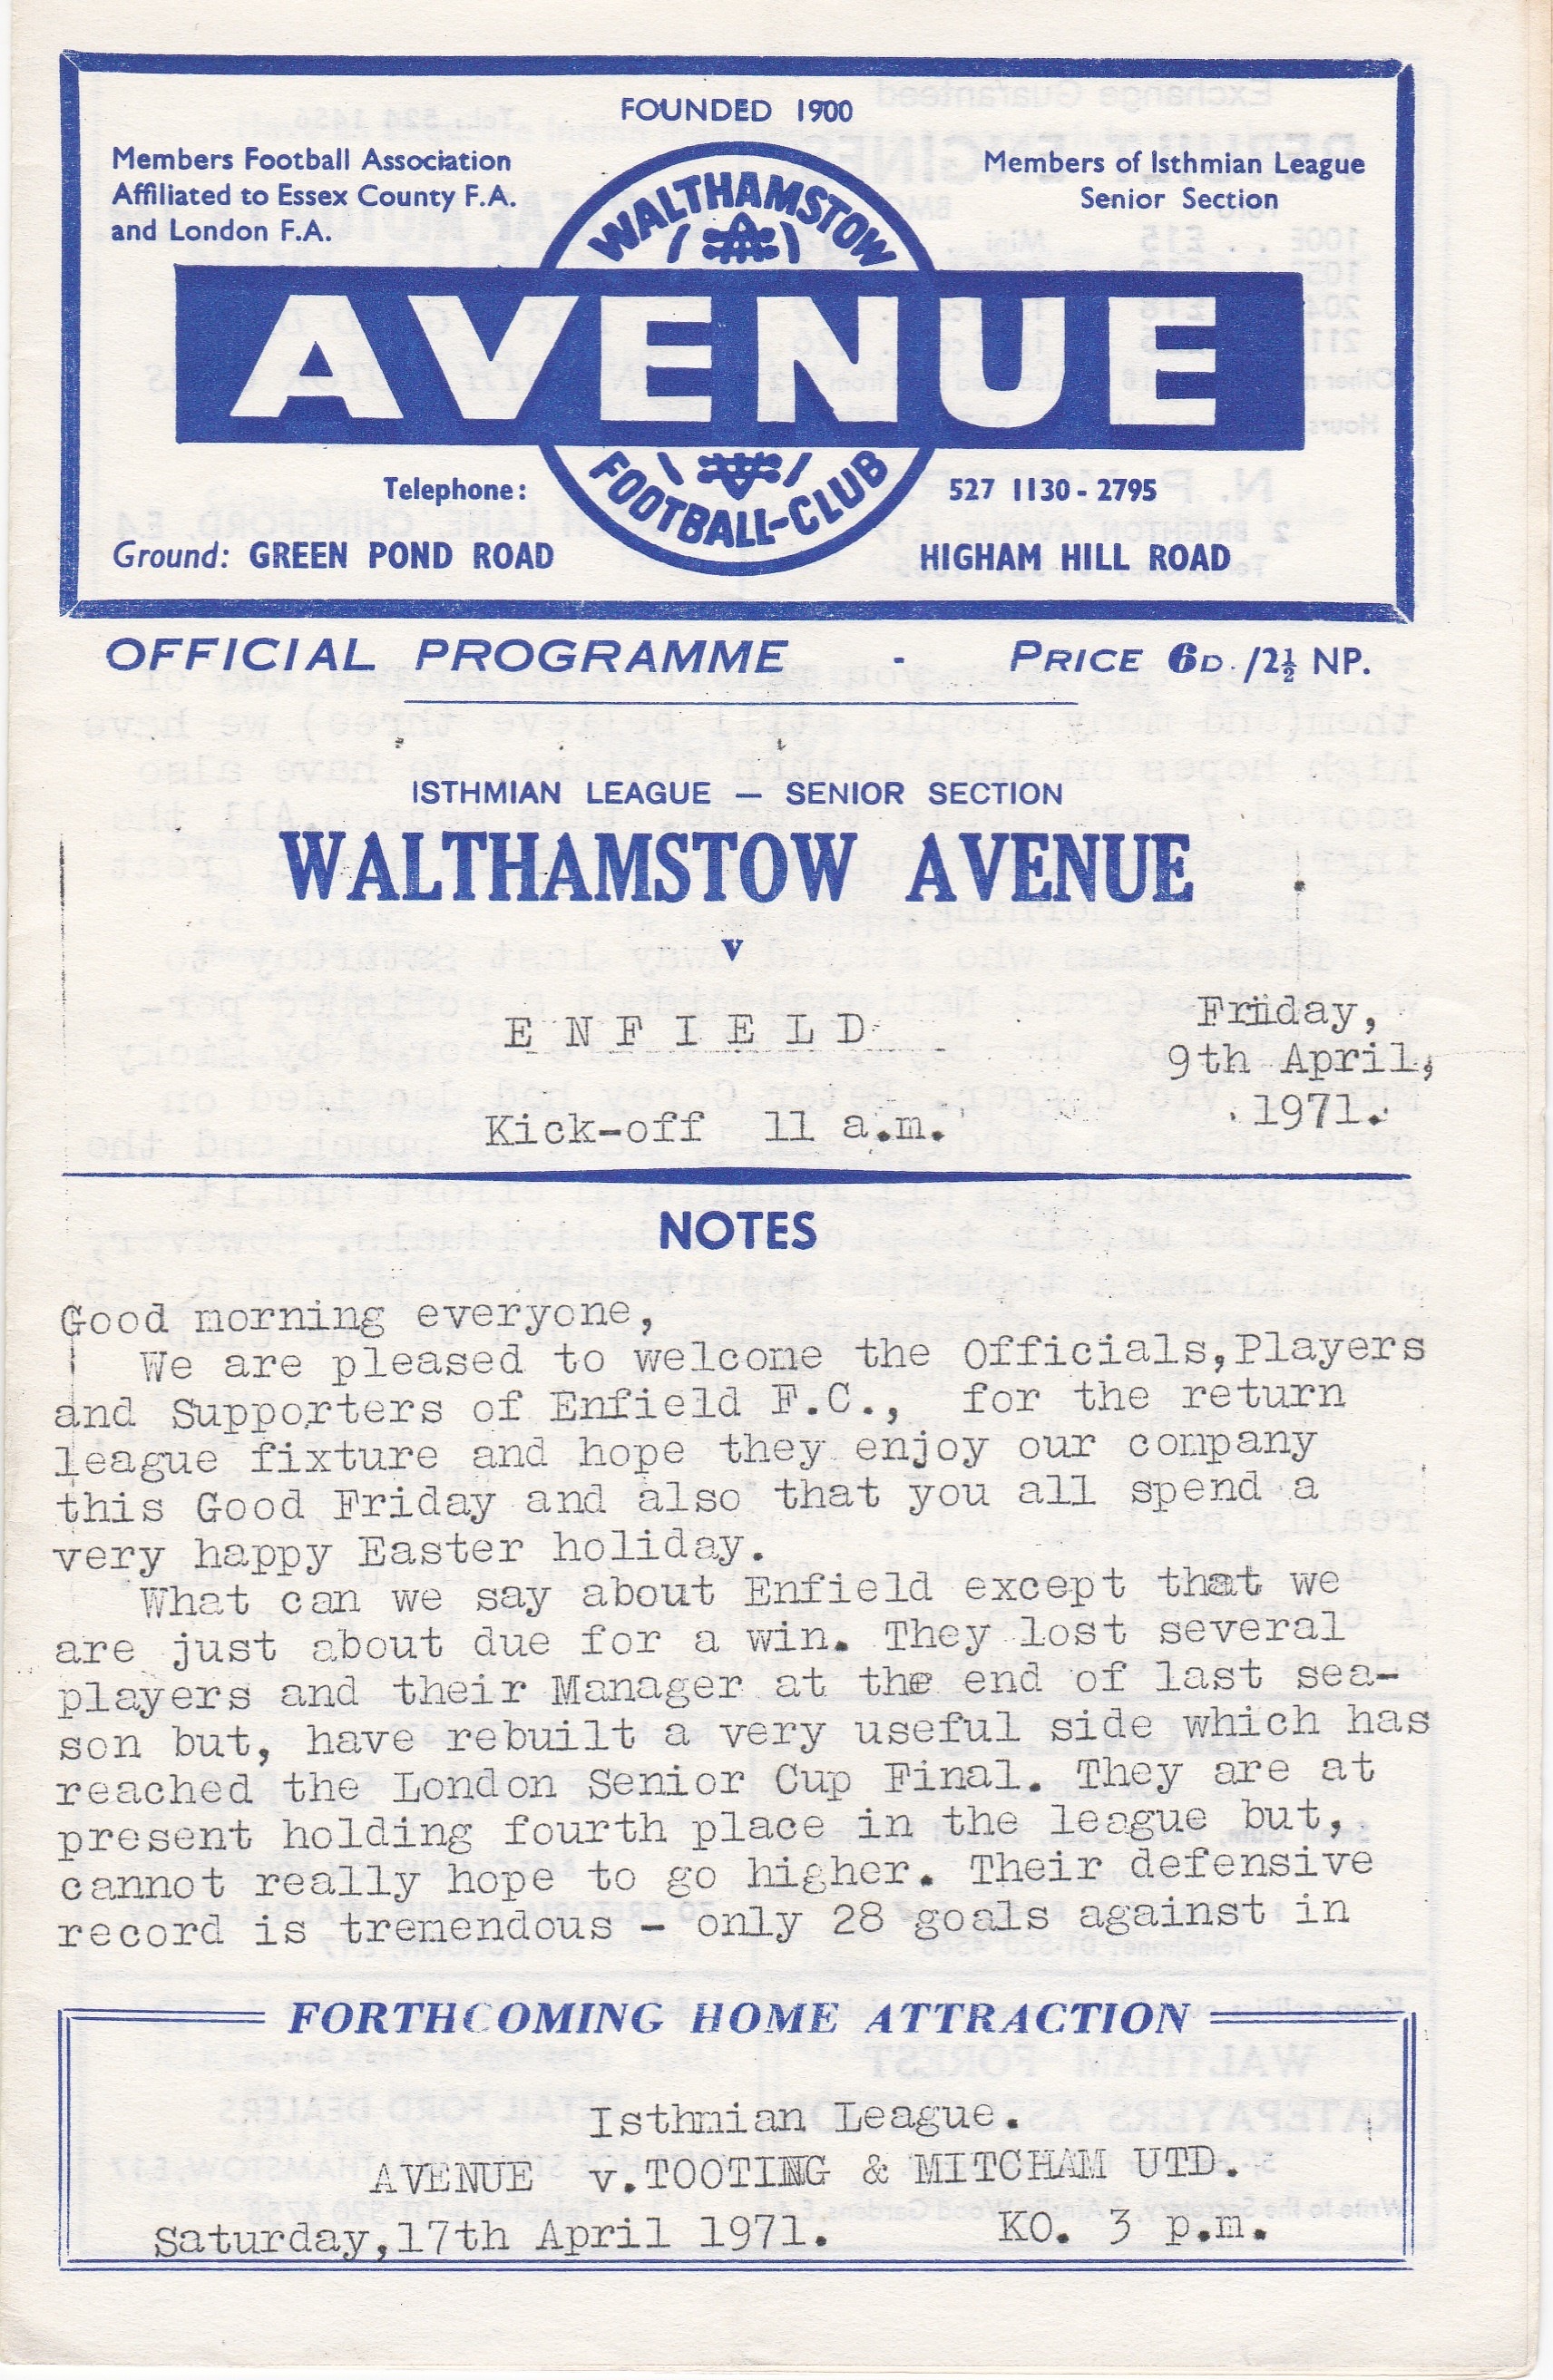 FOUNDED 1900
Members Football Association
Affiliated to Essex County F.A.
and London F.A.
Members of Isthmian League
Senior Section
WALTHAMSTOW
AVENUE
FOOTBALL-CLUB
Telephone: 527 1130 - 2795
Ground: GREEN POND ROAD HIGHAM HILL ROAD
OFFICIAL PROGRAMME - PRICE 6D./2½ NP.
ISTHMIAN LEAGUE — SENIOR SECTION
WALTHAMSTOW AVENUE
v
E N F I E L D
Friiday,
9th April,
1971.
Kick-off 11 a.m.
NOTES
Good morning everyone,
We are pleased to welcome the Officials,Players
and Supporters of Enfield F.C., for the return
league fixture and hope they enjoy our company
this Good Friday and also that you all spend a
very happy Easter holiday.
What can we say about Enfield except that we
are just about due for a win. They lost several
players and their Manager at the end of last sea-
son but, have rebuilt a very useful side which has
reached the London Senior Cup Final. They are at
present holding fourth place in the league but,
cannot really hope to go higher. Their defensive
record is tremendous - only 28 goals against in
FORTHCOMING HOME ATTRACTION
Isthmian League.
AVENUE v.TOOTING & MITCHAM UTD.
Saturday,17th April 1971. KO. 3 p.m.